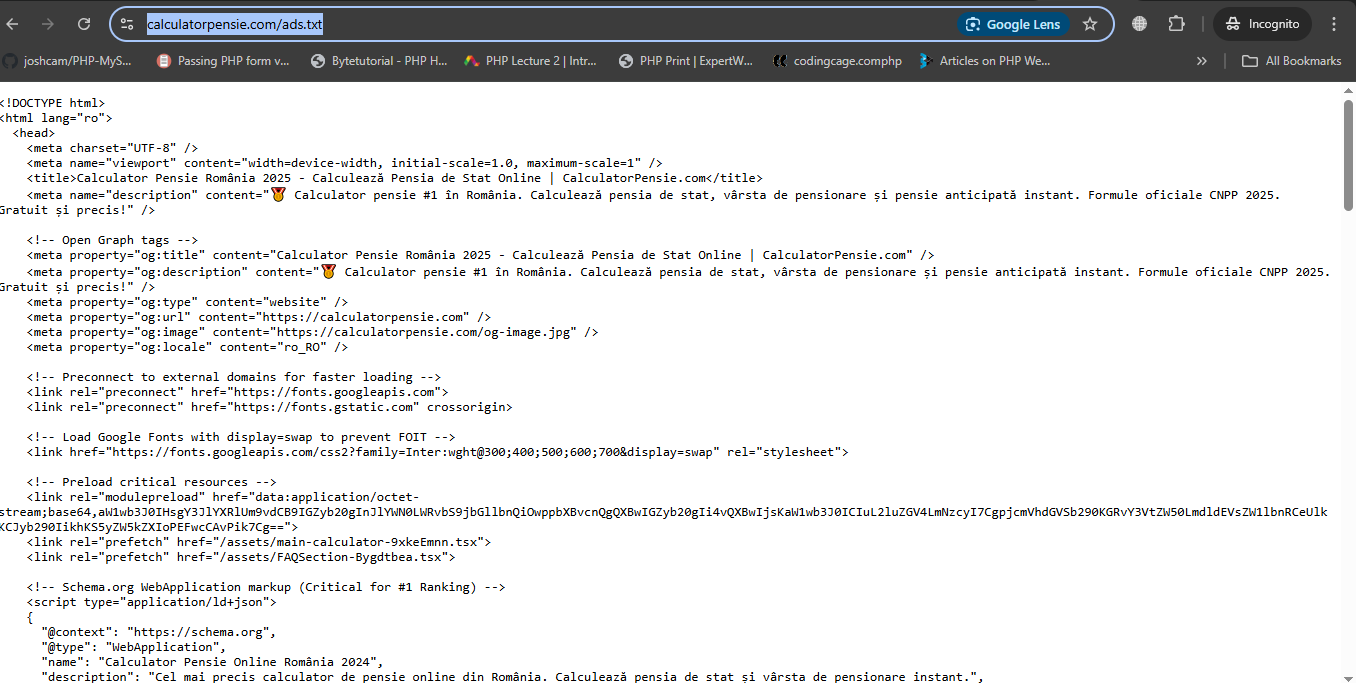 calculatorpensie.com/ads.txt
Google Lens
Incognito
joshcam/PHP-MyS...
Passing PHP form v...
Bytetutorial - PHP H...
PHP Lecture 2 | Intr...
PHP Print | ExpertW...
codingcage.comphp
Articles on PHP We...
»
All Bookmarks
<!DOCTYPE html>
<html lang="ro">
<head>
<meta charset="UTF-8" />
<meta name="viewport" content="width=device-width, initial-scale=1.0, maximum-scale=1" />
<title>Calculator Pensie România 2025 - Calculează Pensia de Stat Online | CalculatorPensie.com</title>
<meta name="description" content="🏅 Calculator pensie #1 în România. Calculează pensia de stat, vârsta de pensionare și pensie anticipată instant. Formule oficiale CNPP 2025.
Gratuit și precis!" />
<!-- Open Graph tags -->
<meta property="og:title" content="Calculator Pensie România 2025 - Calculează Pensia de Stat Online | CalculatorPensie.com" />
<meta property="og:description" content="🏅 Calculator pensie #1 în România. Calculează pensia de stat, vârsta de pensionare și pensie anticipată instant. Formule oficiale CNPP 2025.
Gratuit și precis!" />
<meta property="og:type" content="website" />
<meta property="og:url" content="https://calculatorpensie.com" />
<meta property="og:image" content="https://calculatorpensie.com/og-image.jpg" />
<meta property="og:locale" content="ro_RO" />
<!-- Preconnect to external domains for faster loading -->
<link rel="preconnect" href="https://fonts.googleapis.com">
<link rel="preconnect" href="https://fonts.gstatic.com" crossorigin>
<!-- Load Google Fonts with display=swap to prevent FOIT -->
<link href="https://fonts.googleapis.com/css2?family=Inter:wght@300;400;500;600;700&display=swap" rel="stylesheet">
<!-- Preload critical resources -->
<link rel="modulepreload" href="data:application/octet-
stream;base64,aW1wb3J0IHsgY3JlYXRlUm9vdCB9IGZyb20gInJlYWN0LWRvbS9jbGllbnQiOwppbXBvcnQgQXBwIGZyb20gIi4vQXBwIjsKaW1wb3J0ICIuL2luZGV4LmNzcyI7CgpjcmVhdGVSb290KGRvY3VtZW50LmdldEVsZW1lbnRCeUlk
KCJyb290IikhKS5yZW5kZXIoPEFwcCAvPik7Cg==">
<link rel="prefetch" href="/assets/main-calculator-9xkeEmnn.tsx">
<link rel="prefetch" href="/assets/FAQSection-Bygdtbea.tsx">
<!-- Schema.org WebApplication markup (Critical for #1 Ranking) -->
<script type="application/ld+json">
{
"@context": "https://schema.org",
"@type": "WebApplication",
"name": "Calculator Pensie Online România 2024",
"description": "Cel mai precis calculator de pensie online din România. Calculează pensia de stat și vârsta de pensionare instant.",